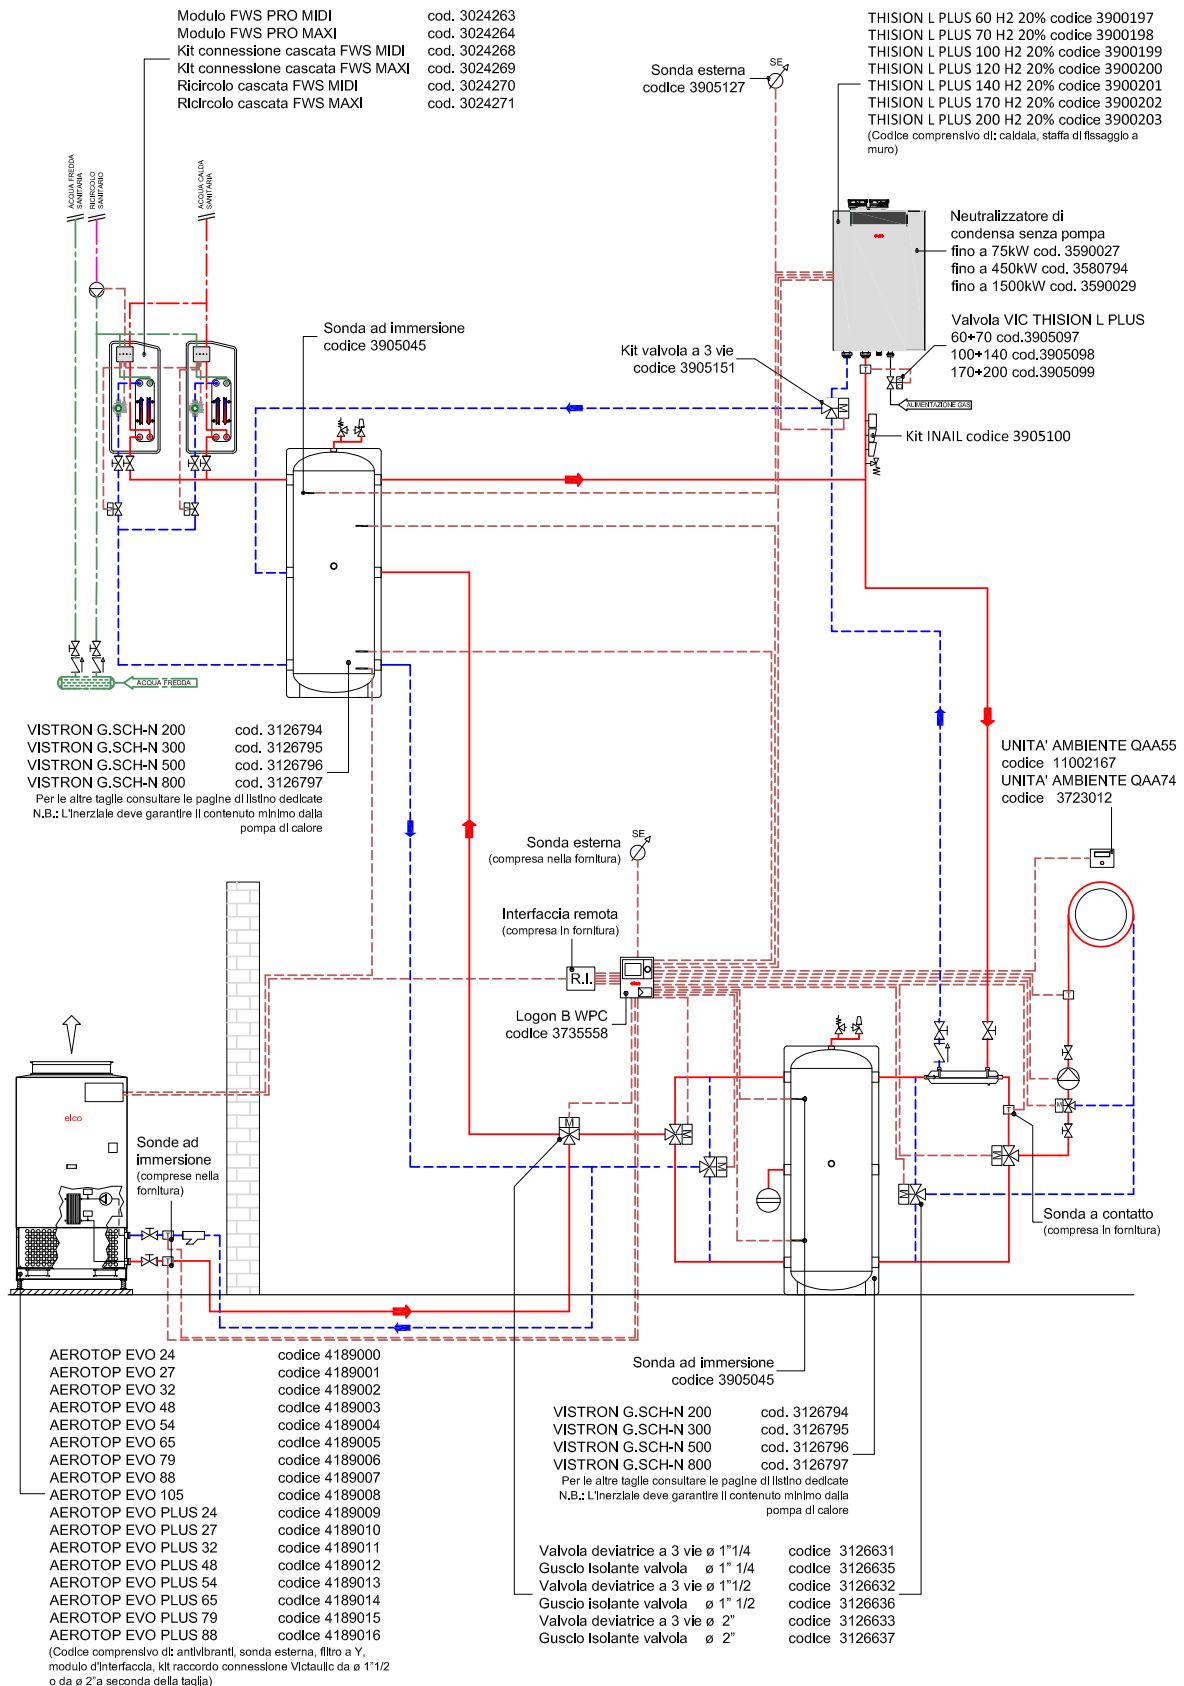 Modulo FWS PRO MIDI cod. 3024263
Modulo FWS PRO MAXI cod. 3024264
Kit connessione cascata FWS MIDI cod. 3024268
Kit connessione cascata FWS MAXI cod. 3024269
Ricircolo cascata FWS MIDI cod. 3024270
Ricircolo cascata FWS MAXI cod. 3024271
SE
Sonda esterna
codice 3905127
THISION L PLUS 60 H2 20% codice 3900197
THISION L PLUS 70 H2 20% codice 3900198
THISION L PLUS 100 H2 20% codice 3900199
THISION L PLUS 120 H2 20% codice 3900200
THISION L PLUS 140 H2 20% codice 3900201
THISION L PLUS 170 H2 20% codice 3900202
THISION L PLUS 200 H2 20% codice 3900203
(Codice comprensivo di: caldaia, staffa di fissaggio a
muro)
ACQUA FREDDA
SANITARIA
RICIRCOLO
SANITARIO
ACQUA CALDA
SANITARIA
Neutralizzatore di
condensa senza pompa
fino a 75kW cod. 3590027
fino a 450kW cod. 3580794
fino a 1500kW cod. 3590029
Valvola VIC THISION L PLUS
60+70 cod.3905097
100+140 cod.3905098
170+200 cod.3905099
Sonda ad immersione
codice 3905045
Kit valvola a 3 vie
codice 3905151
M
T
ALIMENTAZIONE GAS
Kit INAIL codice 3905100
ACQUA FREDDA
VISTRON G.SCH-N 200 cod. 3126794
VISTRON G.SCH-N 300 cod. 3126795
VISTRON G.SCH-N 500 cod. 3126796
VISTRON G.SCH-N 800 cod. 3126797
Per le altre taglie consultare le pagine di listino dedicate
N.B.: L'inerziale deve garantire il contenuto minimo dalla
pompa di calore
UNITA' AMBIENTE QAA55
codice 11002167
UNITA' AMBIENTE QAA74
codice 3723012
SE
Sonda esterna
(compresa nella fornitura)
Interfaccia remota
(compresa in fornitura)
R.I.
Logon B WPC
codice 3735558
T
elco
Sonde ad
immersione
(comprese nella
fornitura)
T
T
M
M
M
M
M
M
T
Sonda a contatto
(compresa in fornitura)
Sonda ad immersione
codice 3905045
AEROTOP EVO 24 codice 4189000
AEROTOP EVO 27 codice 4189001
AEROTOP EVO 32 codice 4189002
AEROTOP EVO 48 codice 4189003
AEROTOP EVO 54 codice 4189004
AEROTOP EVO 65 codice 4189005
AEROTOP EVO 79 codice 4189006
AEROTOP EVO 88 codice 4189007
AEROTOP EVO 105 codice 4189008
AEROTOP EVO PLUS 24 codice 4189009
AEROTOP EVO PLUS 27 codice 4189010
AEROTOP EVO PLUS 32 codice 4189011
AEROTOP EVO PLUS 48 codice 4189012
AEROTOP EVO PLUS 54 codice 4189013
AEROTOP EVO PLUS 65 codice 4189014
AEROTOP EVO PLUS 79 codice 4189015
AEROTOP EVO PLUS 88 codice 4189016
(Codice comprensivo di: antivibranti, sonda esterna, filtro a Y,
modulo d'interfaccia, kit raccordo connessione Victaulic da ø 1"1/2
o da ø 2"a seconda della taglia)
VISTRON G.SCH-N 200 cod. 3126794
VISTRON G.SCH-N 300 cod. 3126795
VISTRON G.SCH-N 500 cod. 3126796
VISTRON G.SCH-N 800 cod. 3126797
Per le altre taglie consultare le pagine di listino dedicate
N.B.: L'inerziale deve garantire il contenuto minimo dalla
pompa di calore
Valvola deviatrice a 3 vie ø 1"1/4 codice 3126631
Guscio isolante valvola ø 1" 1/4 codice 3126635
Valvola deviatrice a 3 vie ø 1"1/2 codice 3126632
Guscio isolante valvola ø 1" 1/2 codice 3126636
Valvola deviatrice a 3 vie ø 2" codice 3126633
Guscio isolante valvola ø 2" codice 3126637